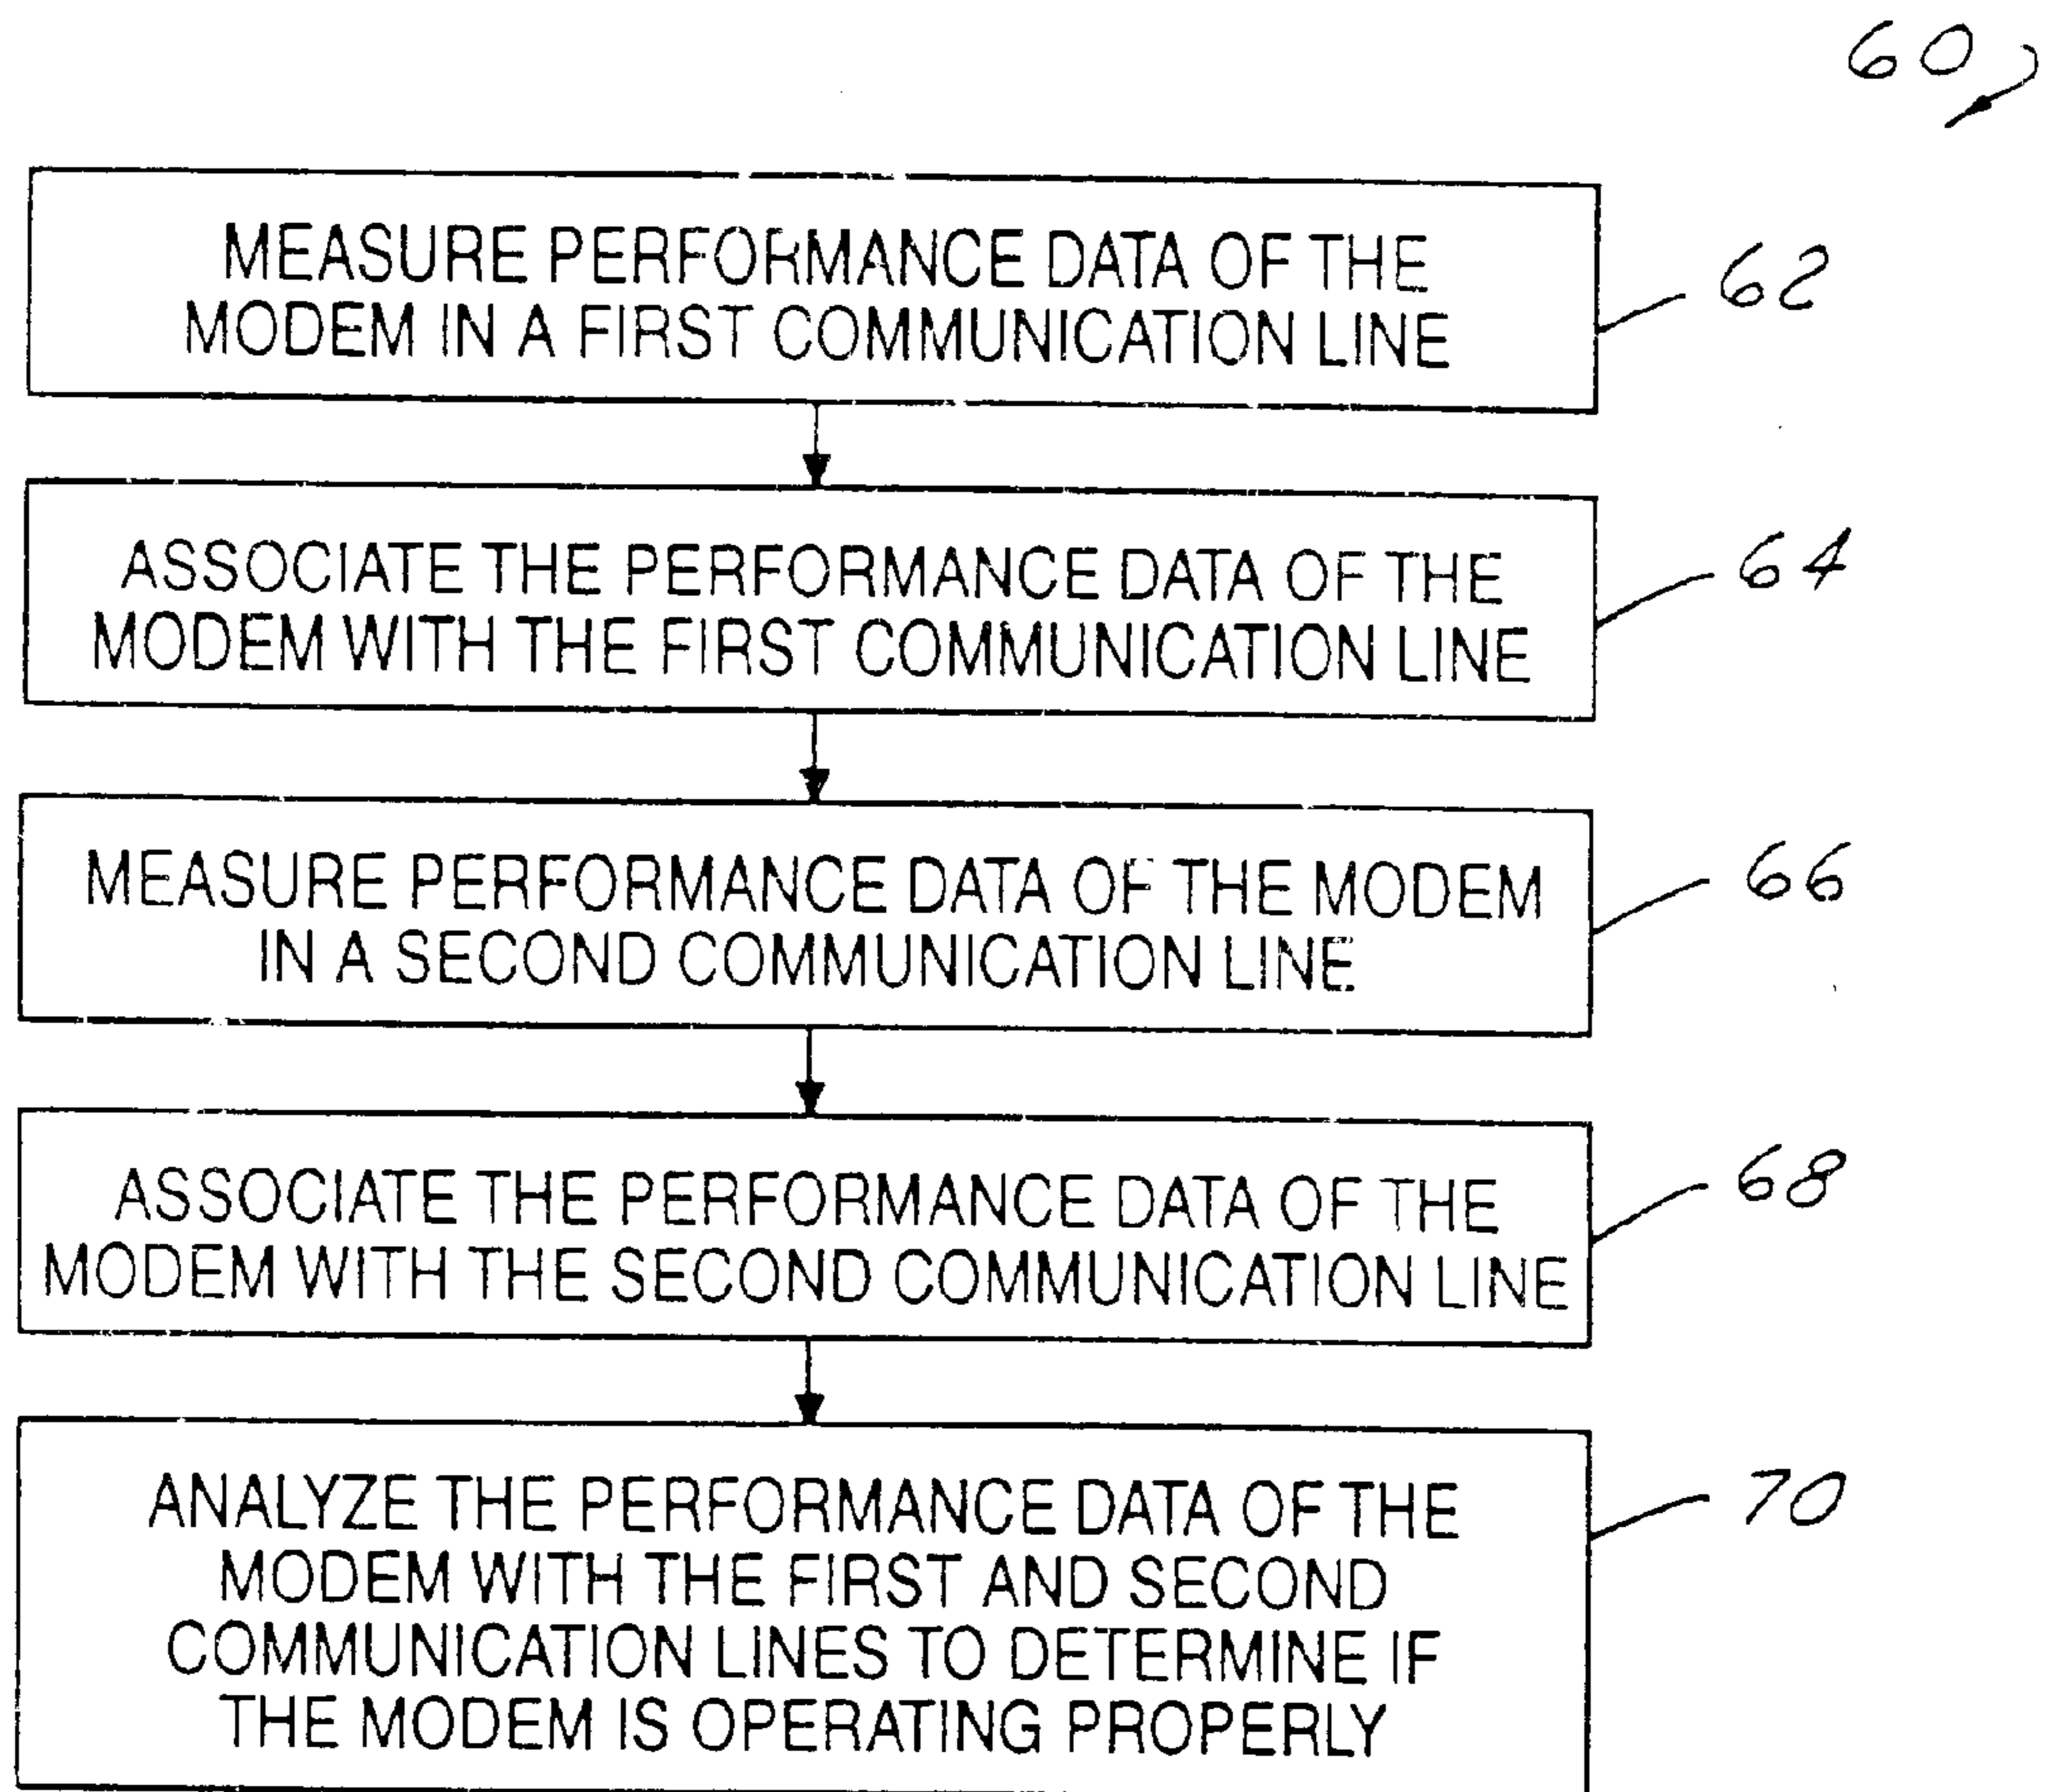 60
MEASURE PERFORMANCE DATA OF THE
MODEM IN A FIRST COMMUNICATION LINE
62
ASSOCIATE THE PERFORMANCE DATA OF THE
MODEM WITH THE FIRST COMMUNICATION LINE
64
MEASURE PERFORMANCE DATA OF THE MODEM
IN A SECOND COMMUNICATION LINE
66
ASSOCIATE THE PERFORMANCE DATA OF THE
MODEM WITH THE SECOND COMMUNICATION LINE
68
ANALYZE THE PERFORMANCE DATA OF THE
MODEM WITH THE FIRST AND SECOND
COMMUNICATION LINES TO DETERMINE IF
THE MODEM IS OPERATING PROPERLY
70